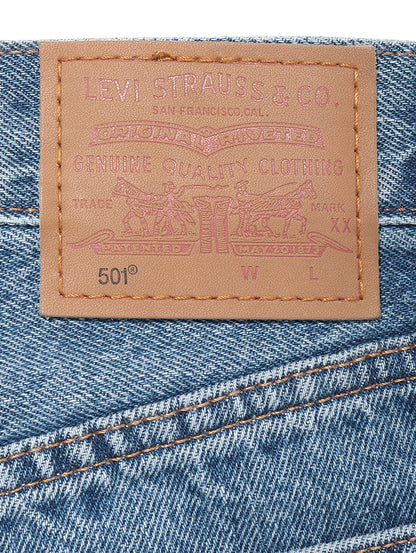 LEVI STRAUSS & CO.
SAN FRANCISCO, CAL.
ORIGINAL RIVETED
GENUINE QUALITY CLOTHING
TRADE MARK
XX
PATENTED MAY 20 1873
501® W L